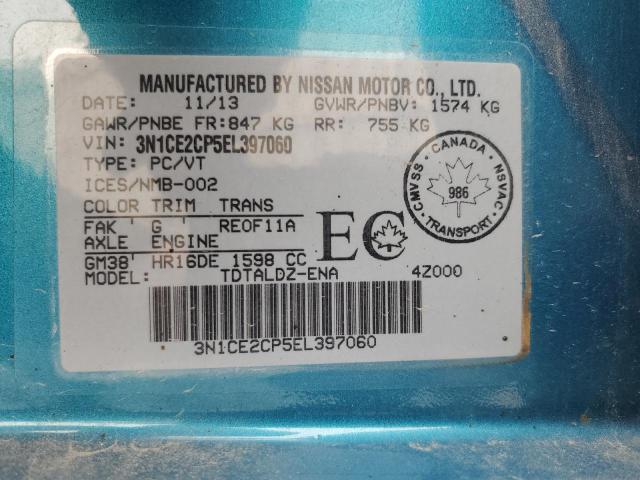 MANUFACTURED BY NISSAN MOTOR CO., LTD.
DATE: 11/13 GVWR/PNBV: 1574 KG
GAWR/PNBE FR:847 KG RR: 755 KG
VIN: 3N1CE2CP5EL397060
TYPE: PC/VT
ICES/NMB-002
COLOR TRIM TRANS
FAK ' G ' REOF11A
AXLE ENGINE
GM38' HR16DE 1598 CC
MODEL: TDTALDZ-ENA 4Z000
EC
CANADA
CMVSS 986 NSVAC
TRANSPORT
3N1CE2CP5EL397060